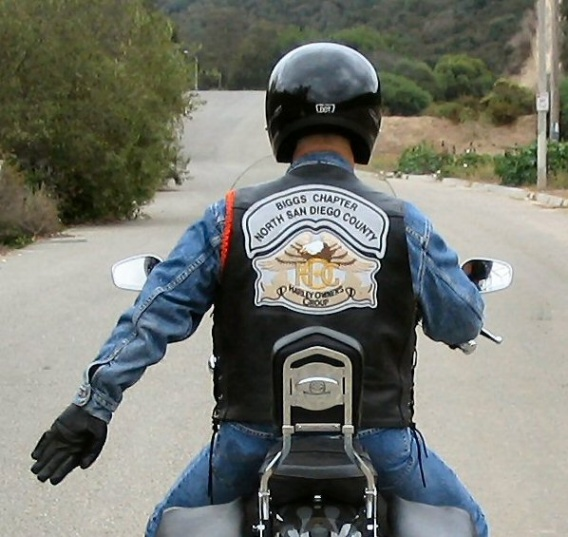 DOT
BIGGS CHAPTER
NORTH SAN DIEGO COUNTY
HOG
HARLEY OWNERS
GROUP